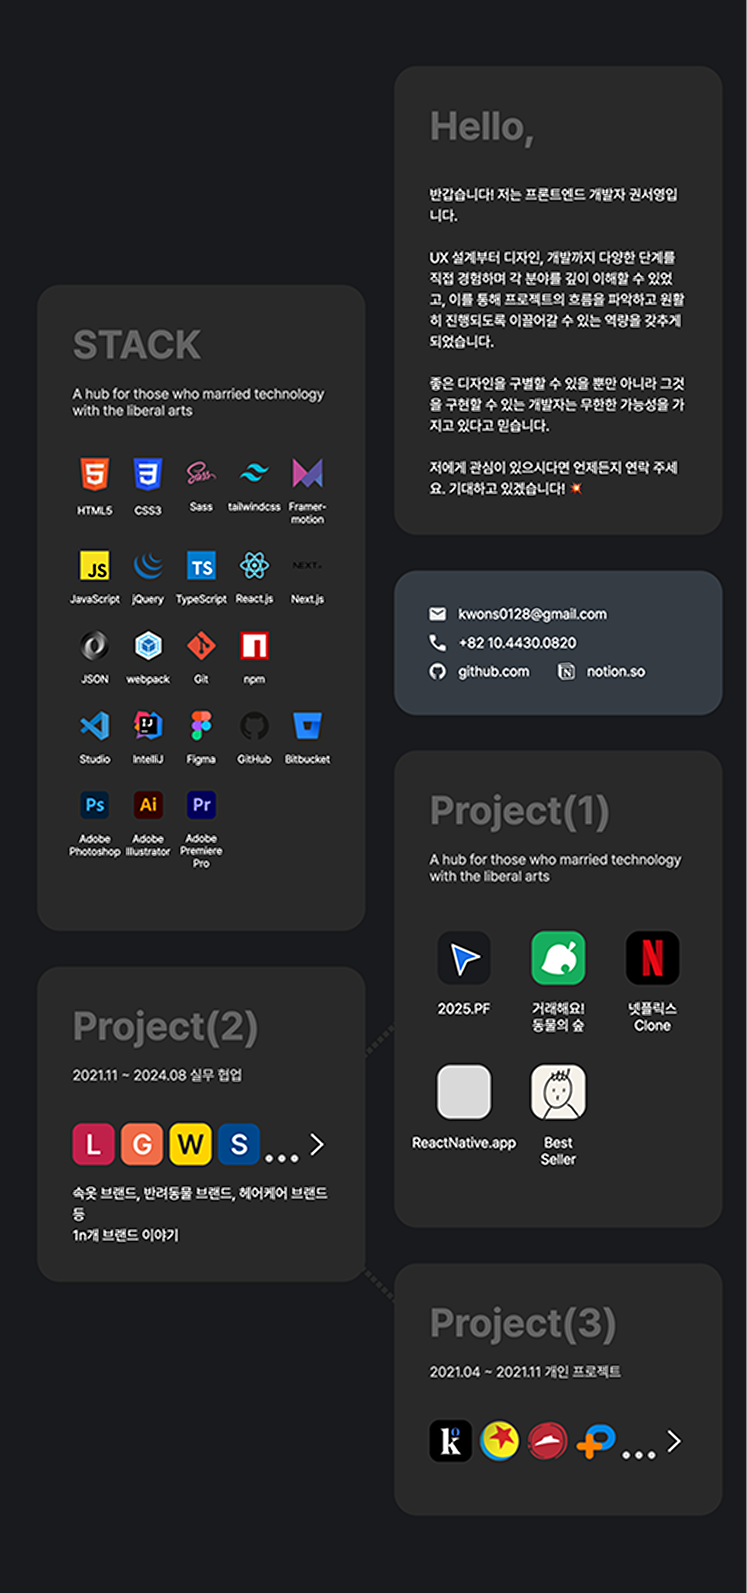 Hello,
반갑습니다! 저는 프론트엔드 개발자 권서영입
니다.
UX 설계부터 디자인, 개발까지 다양한 단계를
직접 경험하며 각 분야를 깊이 이해할 수 있었
고, 이를 통해 프로젝트의 흐름을 파악하고 원활
히 진행되도록 이끌어갈 수 있는 역량을 갖추게
되었습니다.
좋은 디자인을 구별할 수 있을 뿐만 아니라 그것
을 구현할 수 있는 개발자는 무한한 가능성을 가
지고 있다고 믿습니다.
저에게 관심이 있으시다면 언제든지 연락 주세
요. 기대하고 있겠습니다! 💥
STACK
A hub for those who married technology
with the liberal arts
5 3 Sass
HTML5 CSS3 Sass tailwindcss Framer-
motion
JS TS NEXT.JS
JavaScript jQuery TypeScript React.js Next.js
JSON webpack Git npm
IJ
Studio IntelliJ Figma GitHub Bitbucket
Ps Ai Pr
Adobe Adobe Adobe
Photoshop Illustrator Premiere
Pro
kwons0128@gmail.com
+82 10.4430.0820
github.com notion.so
Project(1)
A hub for those who married technology
with the liberal arts
N
2025.PF 거래해요! 넷플릭스
동물의 숲 Clone
ReactNative.app Best
Seller
Project(2)
2021.11 ~ 2024.08 실무 협업
L G W S ...
속옷 브랜드, 반려동물 브랜드, 헤어케어 브랜드
등
1n개 브랜드 이야기
Project(3)
2021.04 ~ 2021.11 개인 프로젝트
k ...